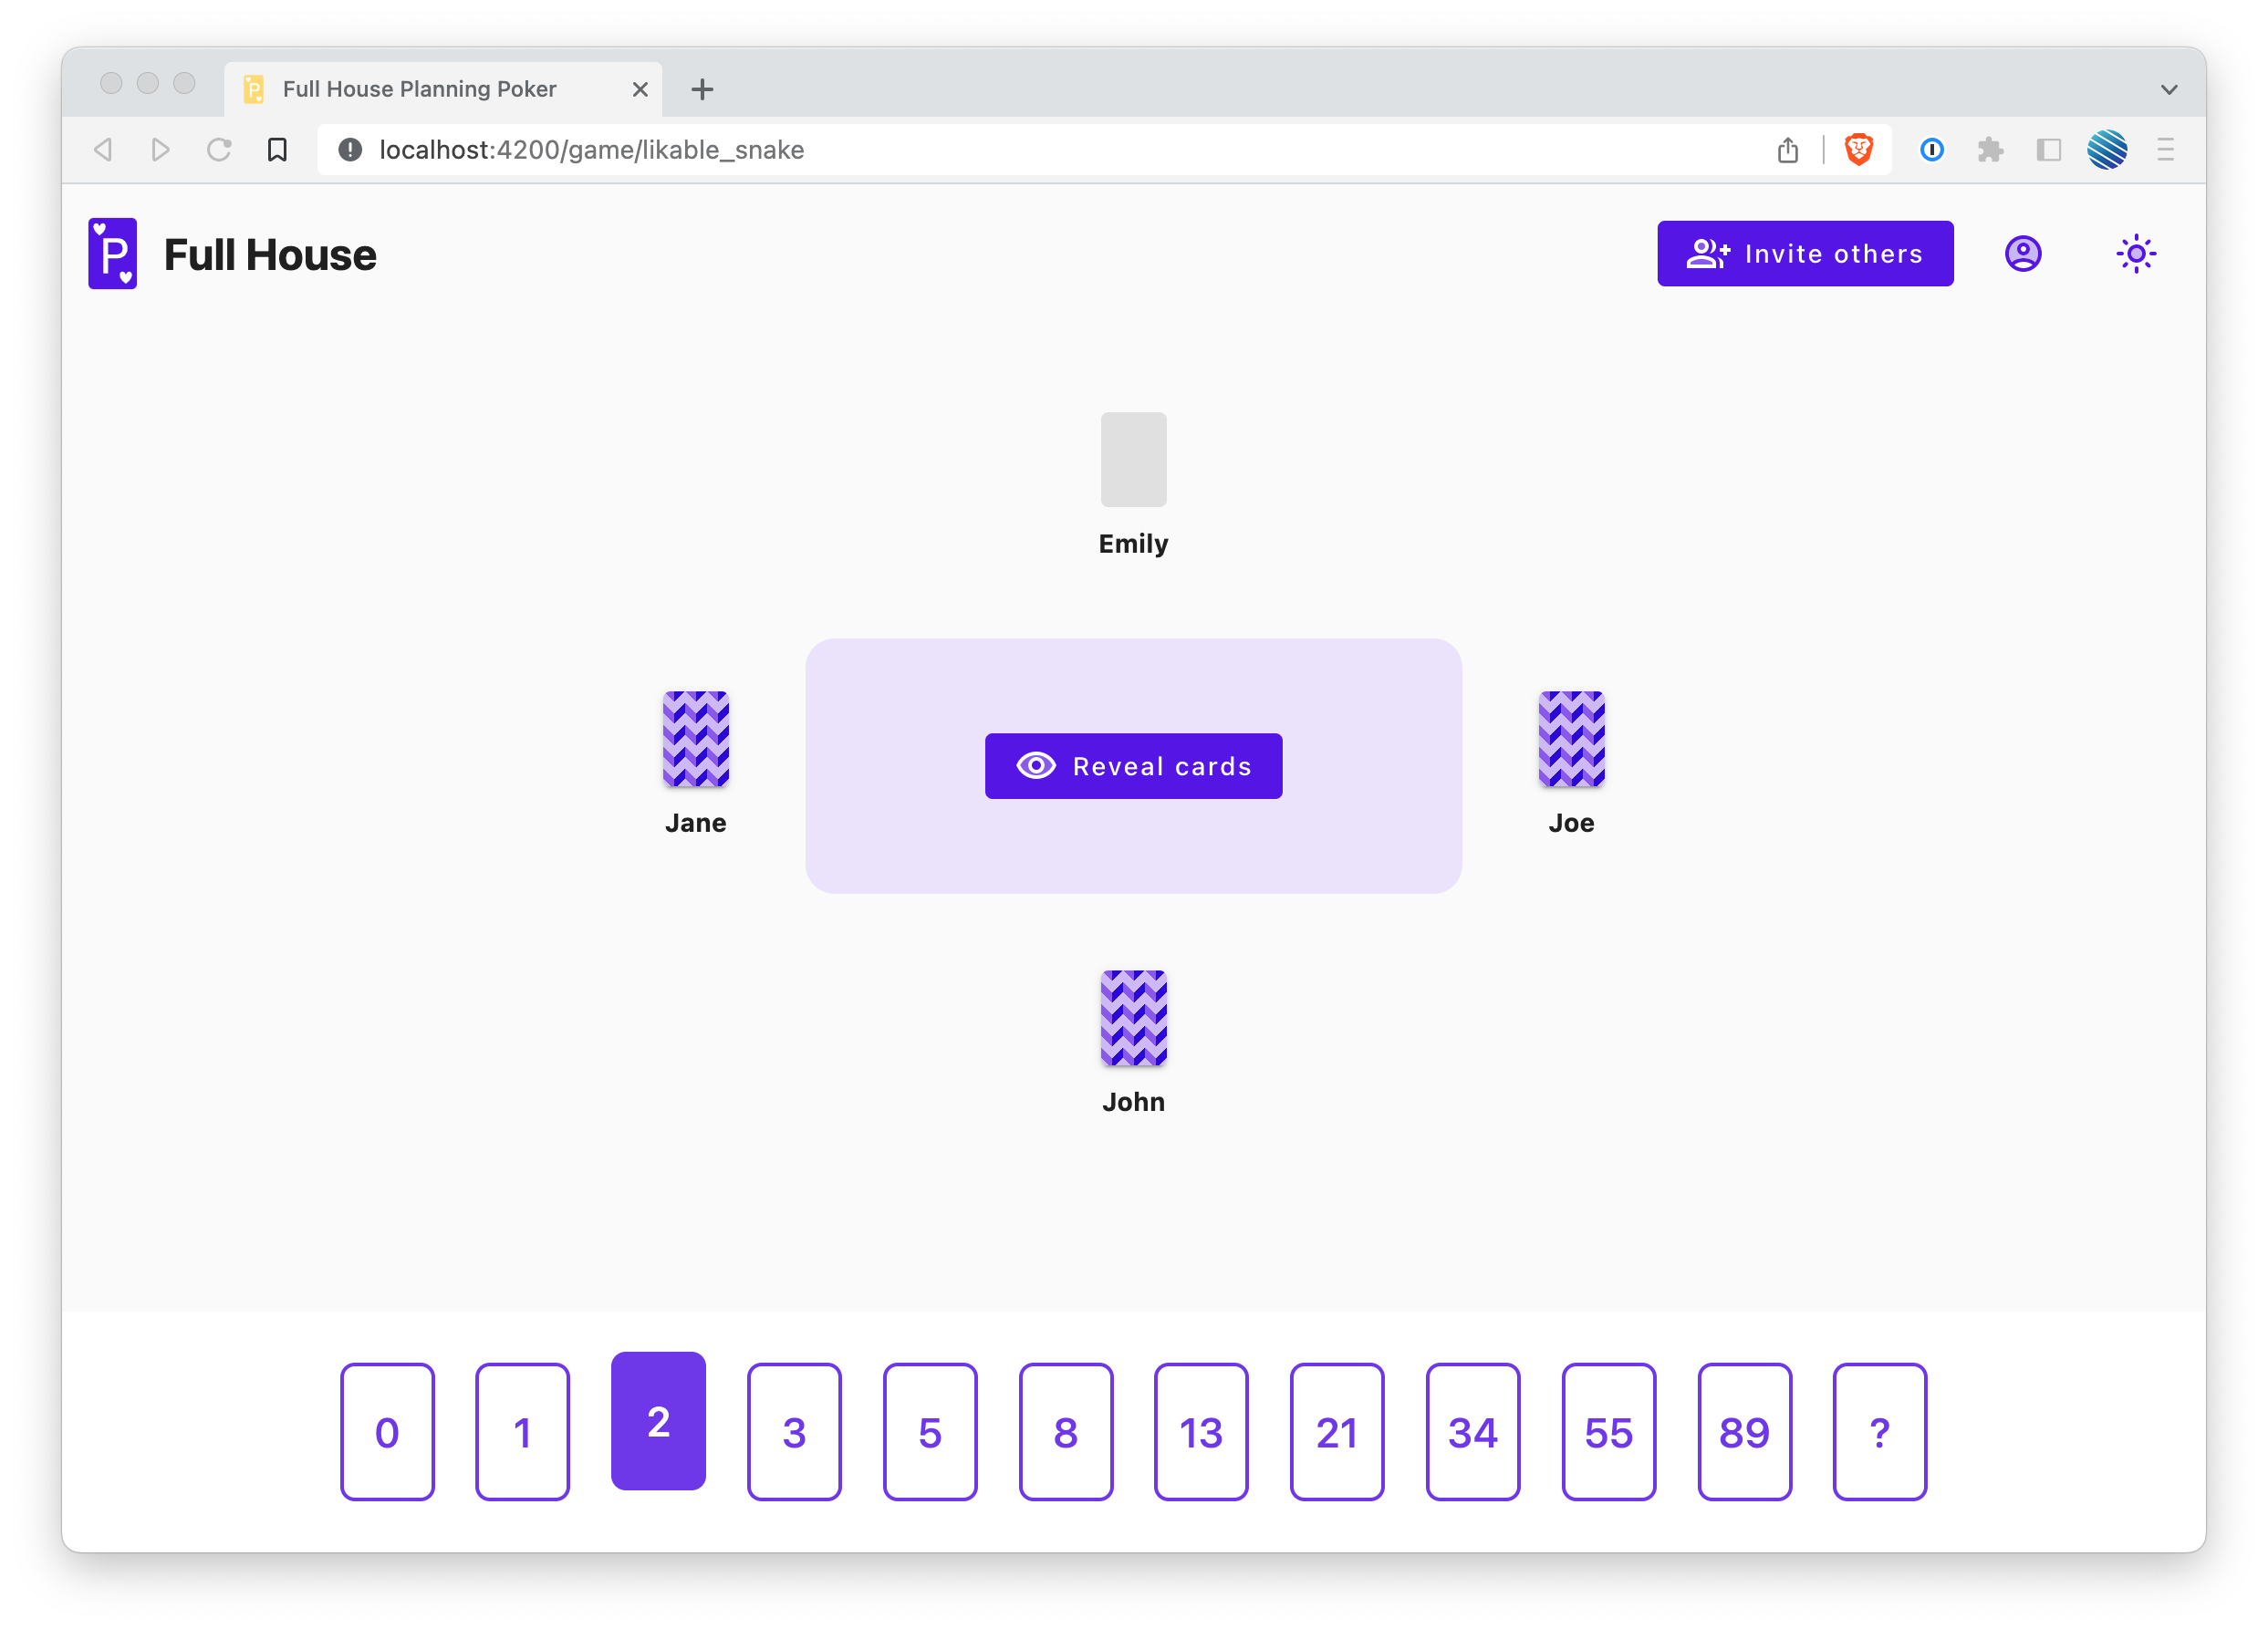 Full House Planning Poker
localhost:4200/game/likable_snake
P
Full House
Invite others
Emily
Jane
Reveal cards
Joe
John
0 1 2 3 5 8 13 21 34 55 89 ?